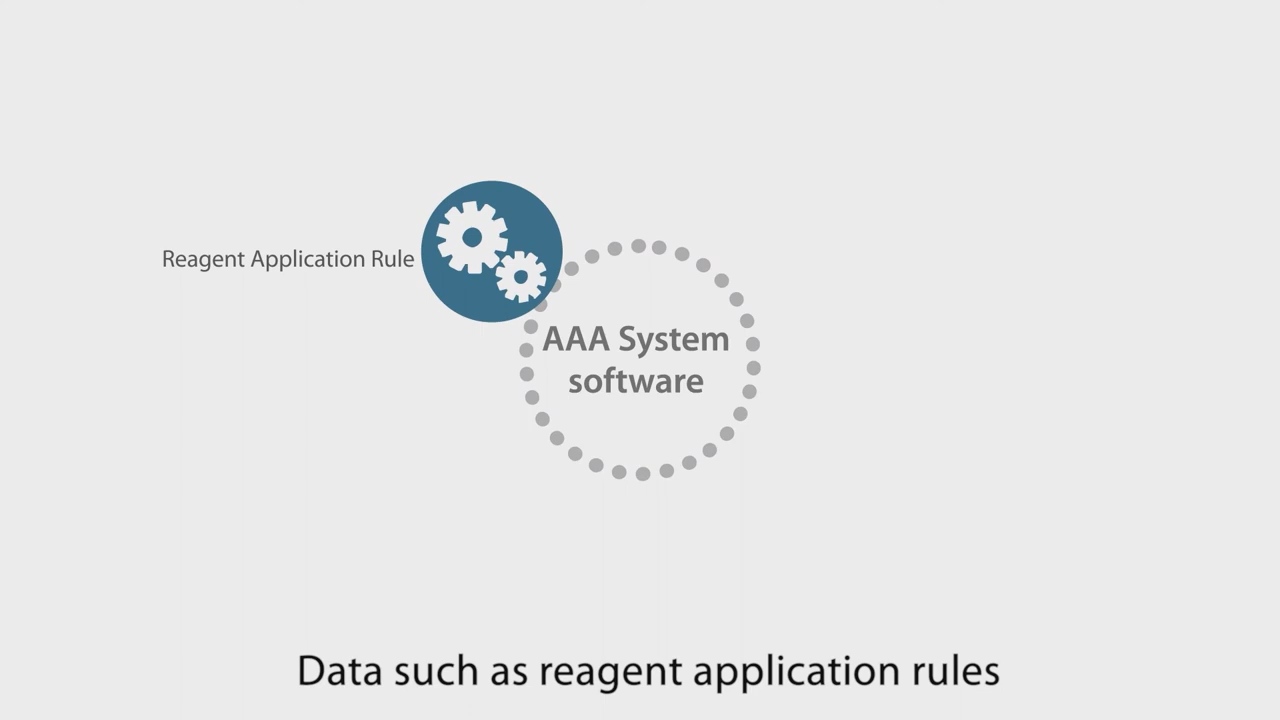 Reagent Application Rule
AAA System
software
Data such as reagent application rules